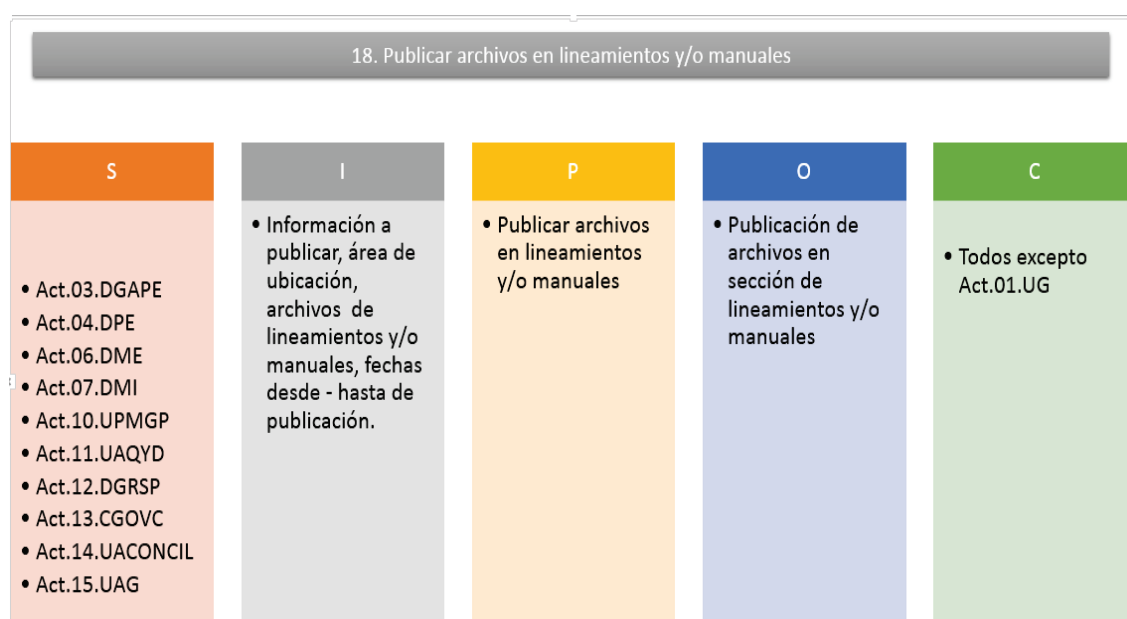 18. Publicar archivos en lineamientos y/o manuales
S
• Act.03.DGAPE
• Act.04.DPE
• Act.06.DME
• Act.07.DMI
• Act.10.UPMGP
• Act.11.UAQYD
• Act.12.DGRSP
• Act.13.CGOVC
• Act.14.UACONCIL
• Act.15.UAG
I
• Información a
publicar, área de
ubicación,
archivos de
lineamientos y/o
manuales, fechas
desde - hasta de
publicación.
P
• Publicar archivos
en lineamientos
y/o manuales
O
• Publicación de
archivos en
sección de
lineamientos y/o
manuales
C
• Todos excepto
Act.01.UG